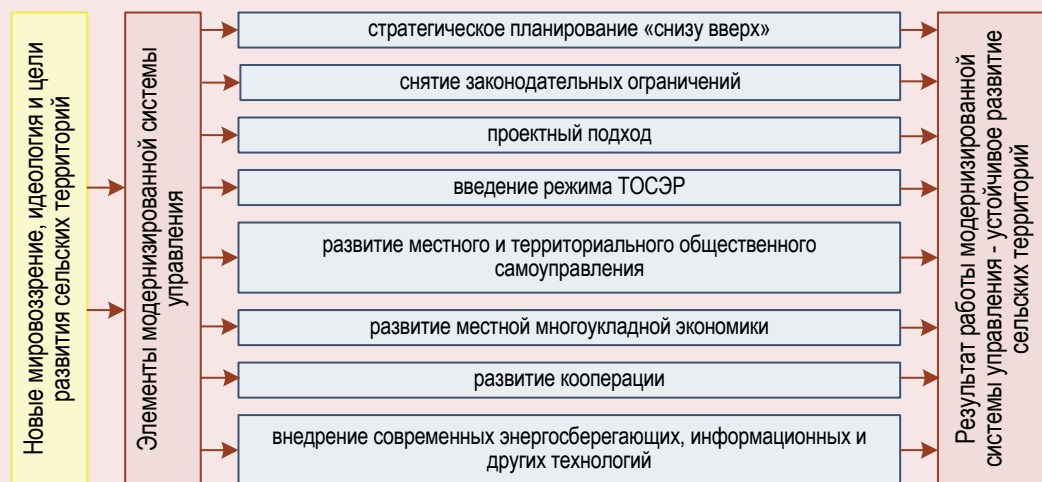 Новые мировоззрение, идеология и цели
развития сельских территорий
Элементы модернизированной системы
управления
стратегическое планирование «снизу вверх»
снятие законодательных ограничений
проектный подход
введение режима ТОСЭР
развитие местного и территориального общественного
самоуправления
развитие местной многоукладной экономики
развитие кооперации
внедрение современных энергосберегающих, информационных и
других технологий
Результат работы модернизированной
системы управления - устойчивое развитие
сельских территорий